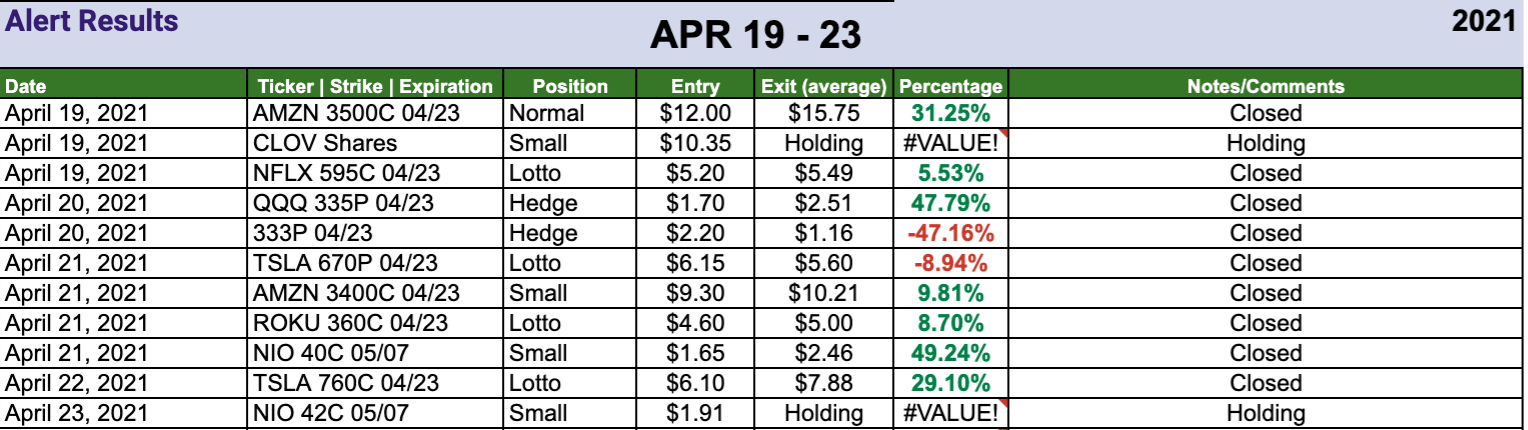 Alert Results
APR 19 - 23
2021
Date Ticker | Strike | Expiration Position Entry Exit (average) Percentage Notes/Comments
April 19, 2021 AMZN 3500C 04/23 Normal $12.00 $15.75 31.25% Closed
April 19, 2021 CLOV Shares Small $10.35 Holding #VALUE! Holding
April 19, 2021 NFLX 595C 04/23 Lotto $5.20 $5.49 5.53% Closed
April 20, 2021 QQQ 335P 04/23 Hedge $1.70 $2.51 47.79% Closed
April 20, 2021 333P 04/23 Hedge $2.20 $1.16 -47.16% Closed
April 21, 2021 TSLA 670P 04/23 Lotto $6.15 $5.60 -8.94% Closed
April 21, 2021 AMZN 3400C 04/23 Small $9.30 $10.21 9.81% Closed
April 21, 2021 ROKU 360C 04/23 Lotto $4.60 $5.00 8.70% Closed
April 21, 2021 NIO 40C 05/07 Small $1.65 $2.46 49.24% Closed
April 22, 2021 TSLA 760C 04/23 Lotto $6.10 $7.88 29.10% Closed
April 23, 2021 NIO 42C 05/07 Small $1.91 Holding #VALUE! Holding